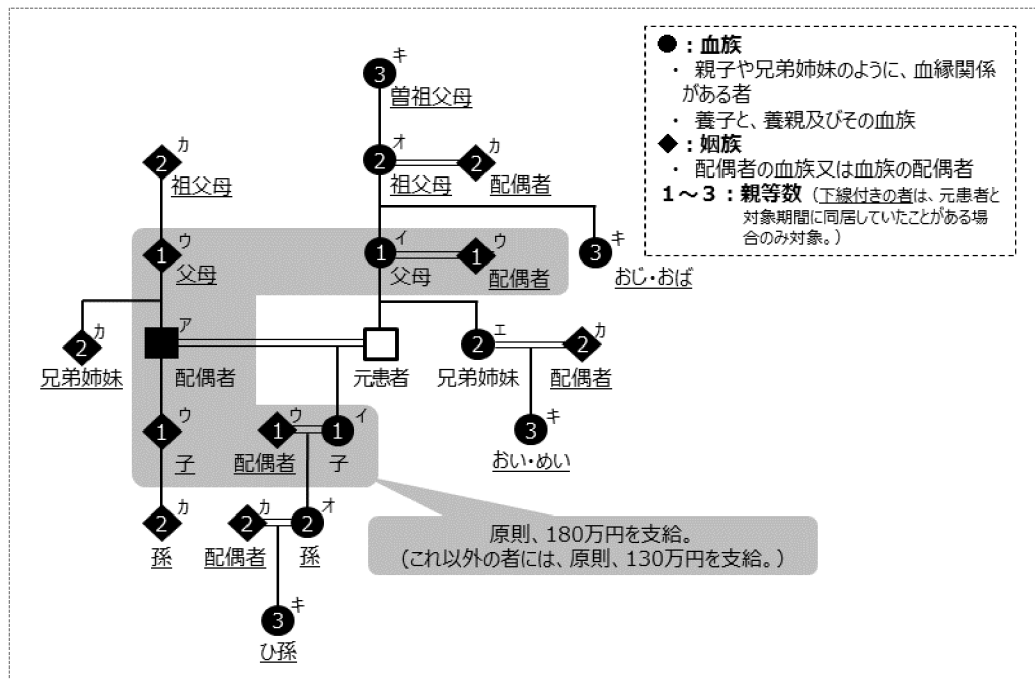 ●：血族
・ 親子や兄弟姉妹のように、血縁関係
がある者
・ 養子と、養親及びその血族
◆：姻族
・ 配偶者の血族又は血族の配偶者
１～３：親等数（下線付きの者は、元患者と
対象期間に同居していたことがある場
合のみ対象。）
3 キ
曽祖父母
2 カ
祖父母
2 オ
祖父母
2 カ
配偶者
1 ウ
父母
1 イ
父母
1 ウ
配偶者
3 キ
おじ・おば
2 カ
兄弟姉妹
ア
配偶者
元患者
2 エ
兄弟姉妹
2 カ
配偶者
1 ウ
子
1 ウ
配偶者
1 イ
子
3 キ
おい・めい
2 カ
孫
2 カ
配偶者
2 オ
孫
原則、180万円を支給。
（これ以外の者には、原則、130万円を支給。）
3 キ
ひ孫